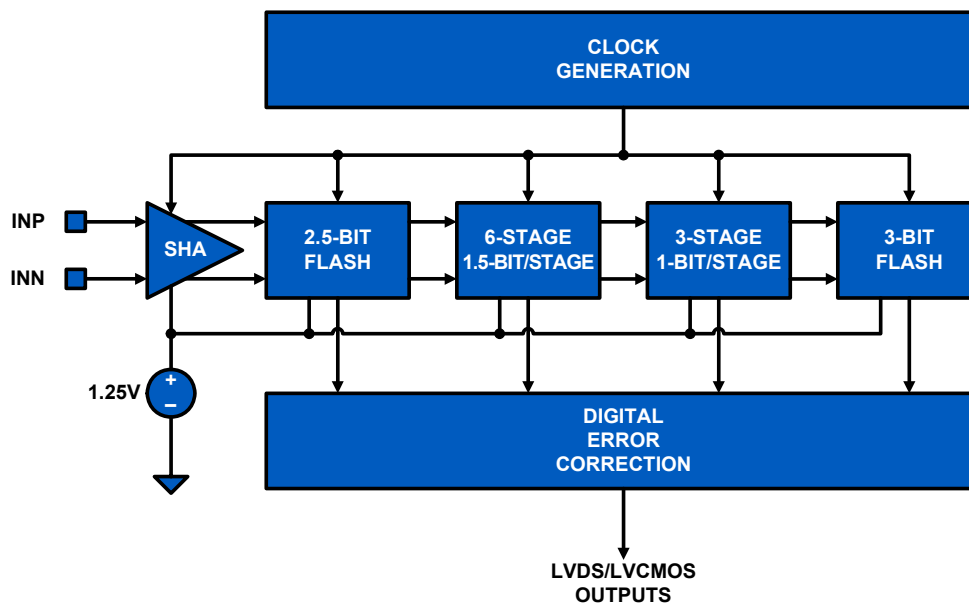 CLOCK
GENERATION
INP
INN
SHA
2.5-BIT
FLASH
6-STAGE
1.5-BIT/STAGE
3-STAGE
1-BIT/STAGE
3-BIT
FLASH
1.25V
+
–
DIGITAL
ERROR
CORRECTION
LVDS/LVCMOS
OUTPUTS